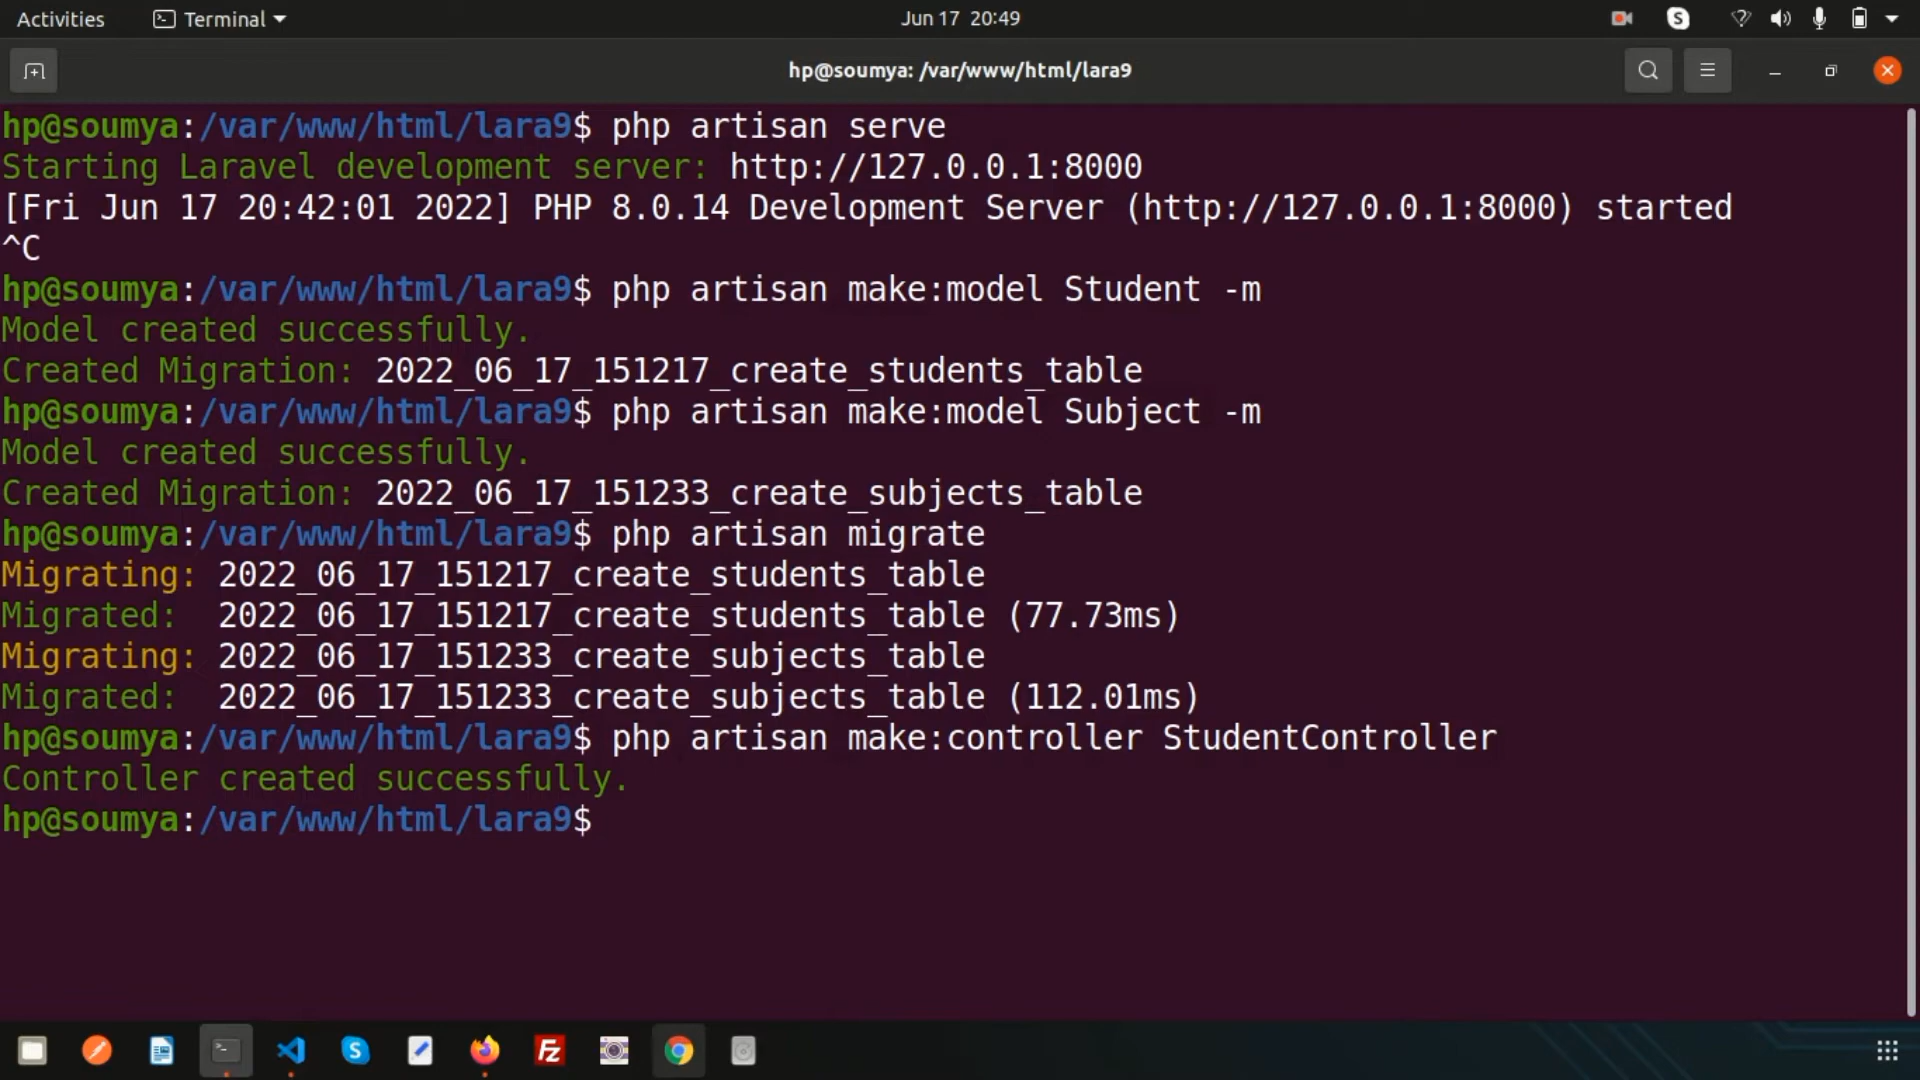 Activities Terminal Jun 17 20:49
hp@soumya: /var/www/html/lara9
hp@soumya:/var/www/html/lara9$ php artisan serve
Starting Laravel development server: http://127.0.0.1:8000
[Fri Jun 17 20:42:01 2022] PHP 8.0.14 Development Server (http://127.0.0.1:8000) started
^C
hp@soumya:/var/www/html/lara9$ php artisan make:model Student -m
Model created successfully.
Created Migration: 2022_06_17_151217_create_students_table
hp@soumya:/var/www/html/lara9$ php artisan make:model Subject -m
Model created successfully.
Created Migration: 2022_06_17_151233_create_subjects_table
hp@soumya:/var/www/html/lara9$ php artisan migrate
Migrating: 2022_06_17_151217_create_students_table
Migrated:  2022_06_17_151217_create_students_table (77.73ms)
Migrating: 2022_06_17_151233_create_subjects_table
Migrated:  2022_06_17_151233_create_subjects_table (112.01ms)
hp@soumya:/var/www/html/lara9$ php artisan make:controller StudentController
Controller created successfully.
hp@soumya:/var/www/html/lara9$